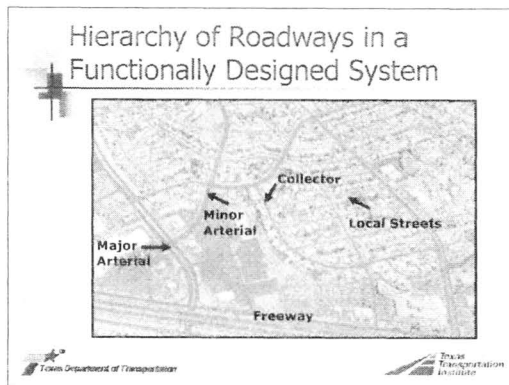 Hierarchy of Roadways in a
Functionally Designed System
Collector
Minor
Arterial
Local Streets
Major
Arterial
Freeway
Texas Department of Transportation
Texas
Transportation
Institute